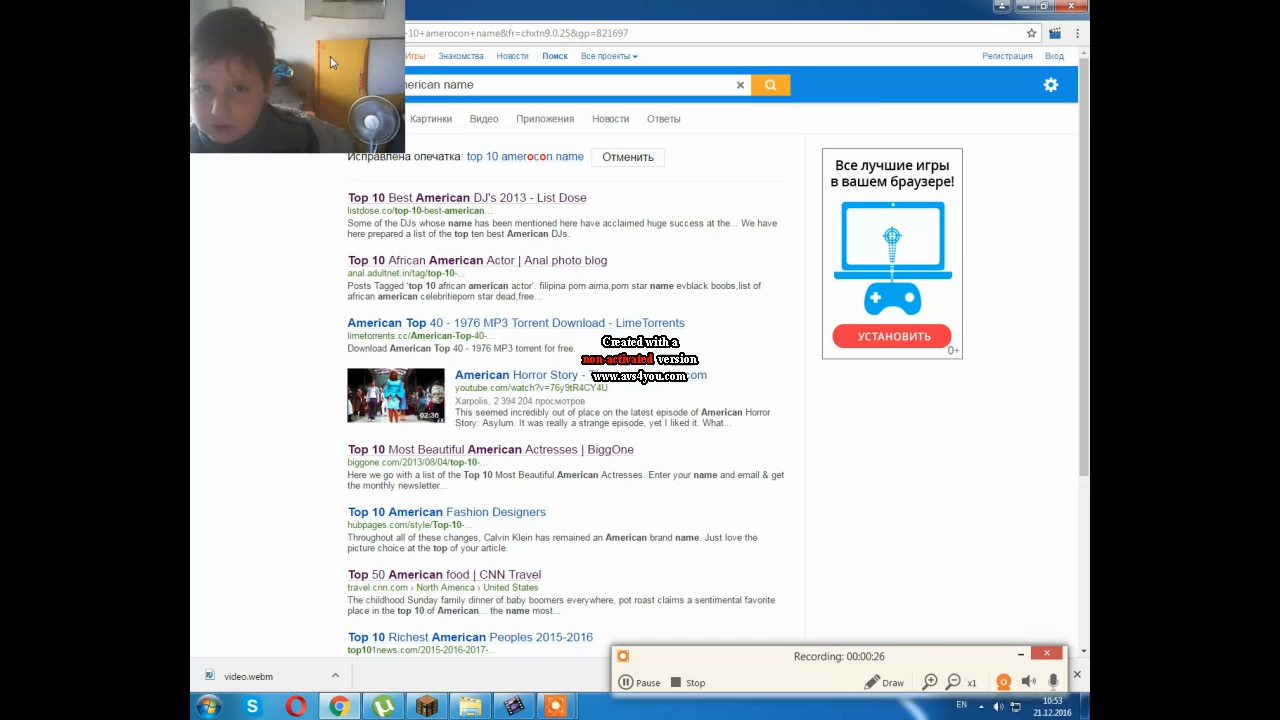 10+amerocon+name&fr=chxtn9.0.25&gp=821697
Игры Знакомства Новости Поиск Все проекты Регистрация Вход
merican name
Картинки Видео Приложения Новости Ответы
Исправлена опечатка: top 10 amerocon name Отменить
Top 10 Best American DJ's 2013 - List Dose
listdose.co/top-10-best-american...
Some of the DJs whose name has been mentioned here have acclaimed huge success at the... We have
here prepared a list of the top ten best American DJs.
Top 10 African American Actor | Anal photo blog
anal.adultnet.in/tag/top-10-...
Posts Tagged 'top 10 african american actor'. filipina porn aima,porn star name evblack boobs,list of
african american celebritieporn star dead,free...
American Top 40 - 1976 MP3 Torrent Download - LimeTorrents
limetorrents.cc/American-Top-40-...
Download American Top 40 - 1976 MP3 torrent for free.
Created with a
non-activated version
www.avs4you.com
American Horror Story -
youtube.com/watch?v=76y9tR4CY4U
Xarpolis, 2 394 204 просмотров
This seemed incredibly out of place on the latest episode of American Horror
Story: Asylum. It was really a strange episode, yet I liked it. What...
02:36
Top 10 Most Beautiful American Actresses | BiggOne
biggone.com/2013/08/04/top-10-...
Here we go with a list of the Top 10 Most Beautiful American Actresses. Enter your name and email & get
the monthly newsletter...
Top 10 American Fashion Designers
hubpages.com/style/Top-10-...
Throughout all of these changes, Calvin Klein has remained an American brand name. Just love the
picture choice at the top of your article.
Top 50 American food | CNN Travel
travel.cnn.com › North America › United States
The childhood Sunday family dinner of baby boomers everywhere, pot roast claims a sentimental favorite
place in the top 10 of American... the name most...
Top 10 Richest American Peoples 2015-2016
top101news.com/2015-2016-2017-...
Все лучшие игры
в вашем браузере!
УСТАНОВИТЬ
0+
Recording: 00:00:26
Pause Stop Draw x1
video.webm
EN
10:53
21.12.2016